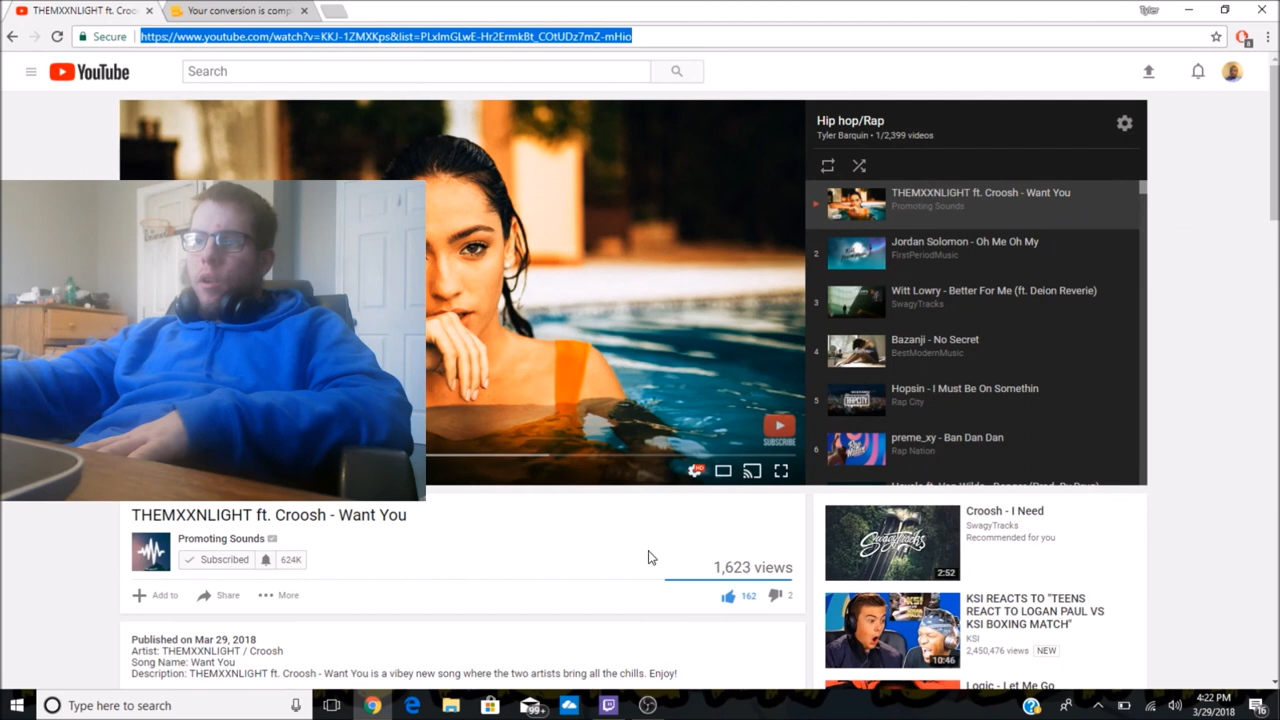 THEMXXNLIGHT ft. Croo
Your conversion is comp
Tyler
Secure
https://www.youtube.com/watch?v=KKJ-1ZMXKps&list=PLxlmGLwE-Hr2ErmkBt_COtUDz7mZ-mHio
8
YouTube
Search
Hip hop/Rap
Tyler Barquin • 1/2,399 videos
THEMXXNLIGHT ft. Croosh - Want You
Promoting Sounds
2
Jordan Solomon - Oh Me Oh My
FirstPeriodMusic
3
Witt Lowry - Better For Me (ft. Deion Reverie)
SwagyTracks
4
Bazanji - No Secret
BestModernMusic
5
Hopsin - I Must Be On Somethin
Rap City
RAPCITY
6
preme_xy - Ban Dan Dan
Rap Nation
SUBSCRIBE
HD
THEMXXNLIGHT ft. Croosh - Want You
Promoting Sounds
Subscribed
624K
1,623 views
Add to
Share
More
162
2
Published on Mar 29, 2018
Artist: THEMXXNLIGHT / Croosh
Song Name: Want You
Description: THEMXXNLIGHT ft. Croosh - Want You is a vibey new song where the two artists bring all the chills. Enjoy!
SwagyTracks
2:52
Croosh - I Need
SwagyTracks
Recommended for you
10:46
KSI REACTS TO "TEENS
REACT TO LOGAN PAUL VS
KSI BOXING MATCH"
KSI
2,450,476 views
NEW
Logic - Let Me Go
Type here to search
99+
4:22 PM
3/29/2018
16